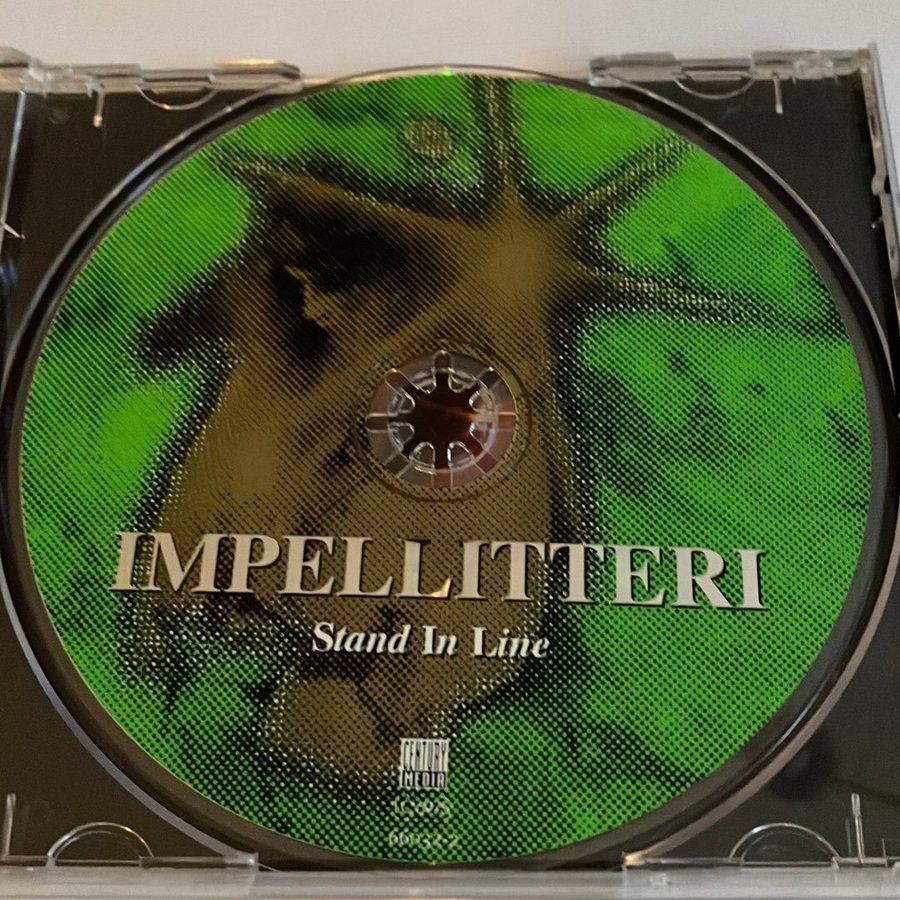 IMPELLITTERI
Stand In Line
CENTURY
MEDIA